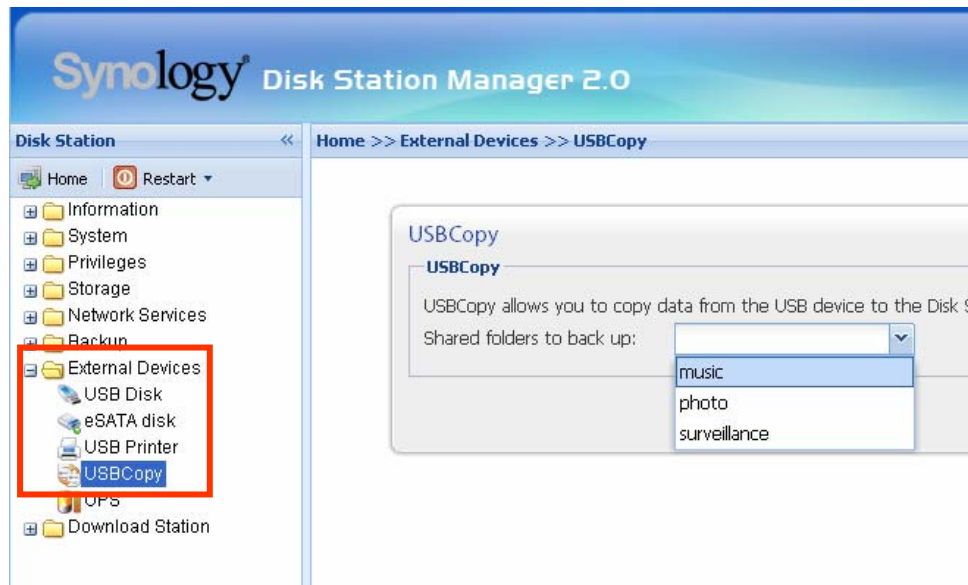 Synology Disk Station Manager 2.0
Disk Station «
Home >> External Devices >> USBCopy
Home Restart
Information
System
Privileges
Storage
Network Services
Backup
External Devices
USB Disk
eSATA disk
USB Printer
USBCopy
UPS
Download Station
USBCopy
USBCopy
USBCopy allows you to copy data from the USB device to the Disk S
Shared folders to back up:
music
photo
surveillance